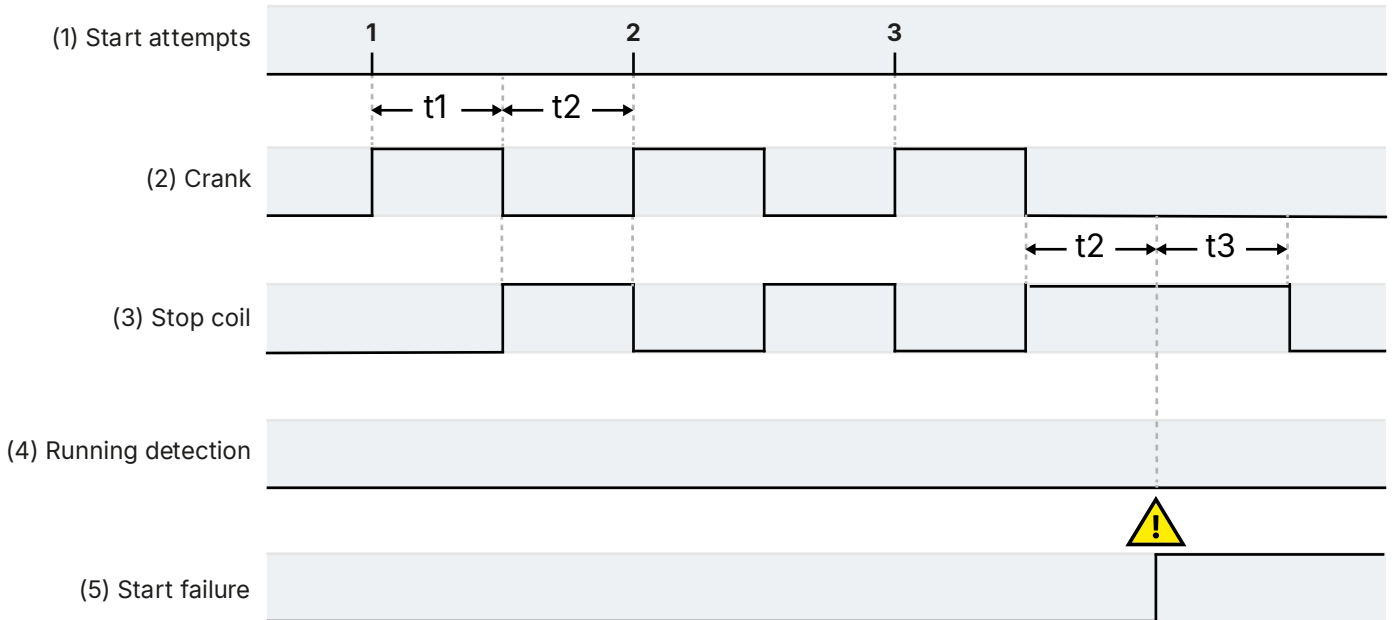 (1) Start attempts
1
2
3
t1
t2
(2) Crank
t2
t3
(3) Stop coil
(4) Running detection
!
(5) Start failure